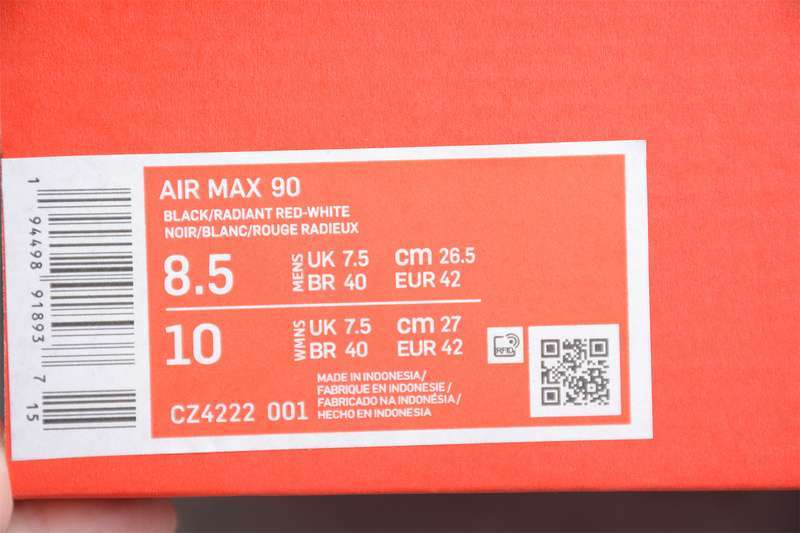 AIR MAX 90
BLACK/RADIANT RED-WHITE
NOIR/BLANC/ROUGE RADIEUX
8.5 MENS UK 7.5 cm 26.5
BR 40 EUR 42
10 WMNS UK 7.5 cm 27
BR 40 EUR 42
RFID
CZ4222 001
MADE IN INDONESIA/
FABRIQUE EN INDONESIE/
FABRICADO NA INDONÉSIA/
HECHO EN INDONESIA
1 94498 91893 7 15